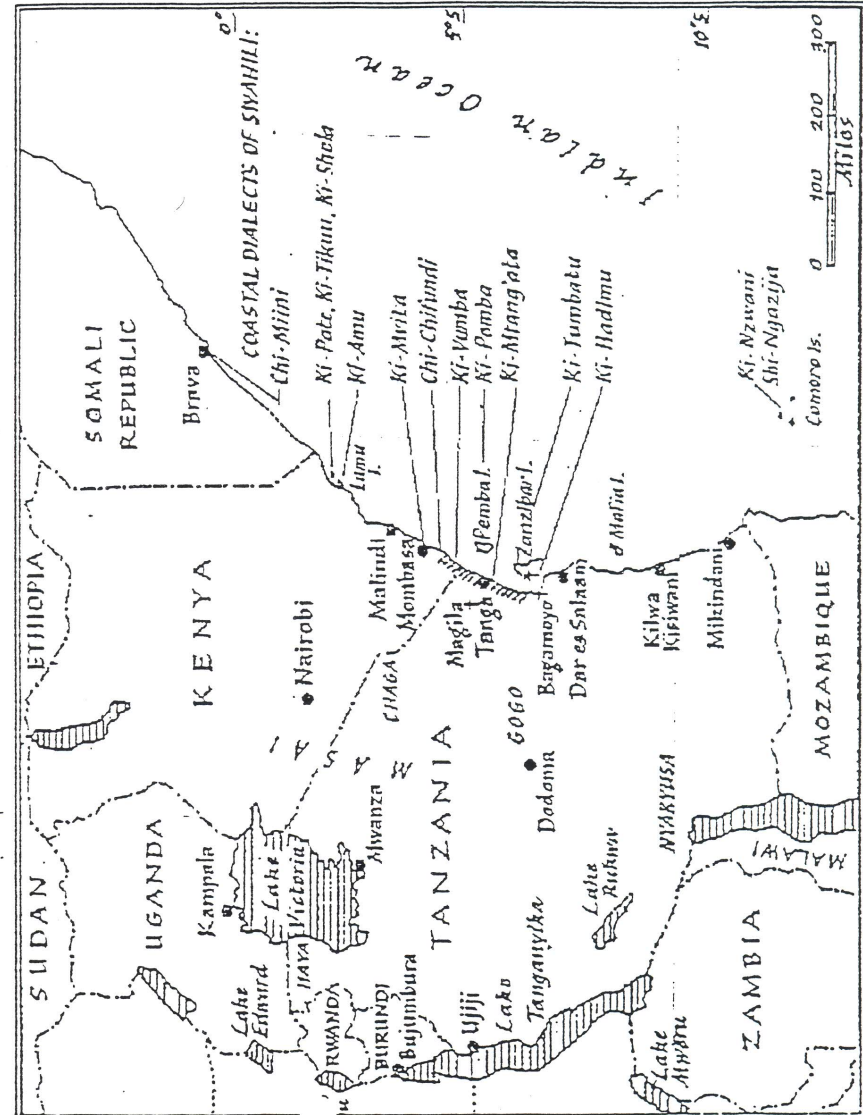 0°
5°S
COASTAL DIALECTS OF SIYAHILI:
Chi-Miini
Ki-Pate, Ki-Tikuu, Ki-Shela
Ki-Amu
Ki-Mvita
Chi-Chifundi
Ki-Vumba
Ki-Pemba
Ki-Mtang'ata
Ki-Tumbatu
Ki-Hadimu
Ki-Nzwani
Shi-Ngazija
Comoro Is.
Indian Ocean
0 100 200 300
Miles
SOMALI
REPUBLIC
Brava
ETHIOPIA
KENYA
Nairobi
Malindi
Mombasa
Lamu
I.
Pemba I.
Zanzibar I.
Mafia I.
Magila
Tanga
Bagamoyo
Dar es Salaam
Kilwa
Kisiwani
Mikindani
CHAGA
MASAI
GOGO
Dodoma
TANZANIA
Mwanza
NYAKYUSA
MOZAMBIQUE
MALAWI
SUDAN
UGANDA
Kampala
Lake
Victoria
HAYA
Lake
Edward
RWANDA
BURUNDI
Bujumbura
Ujiji
Lake
Tanganyika
Lake
Rukwa
Lake
Mweru
ZAMBIA